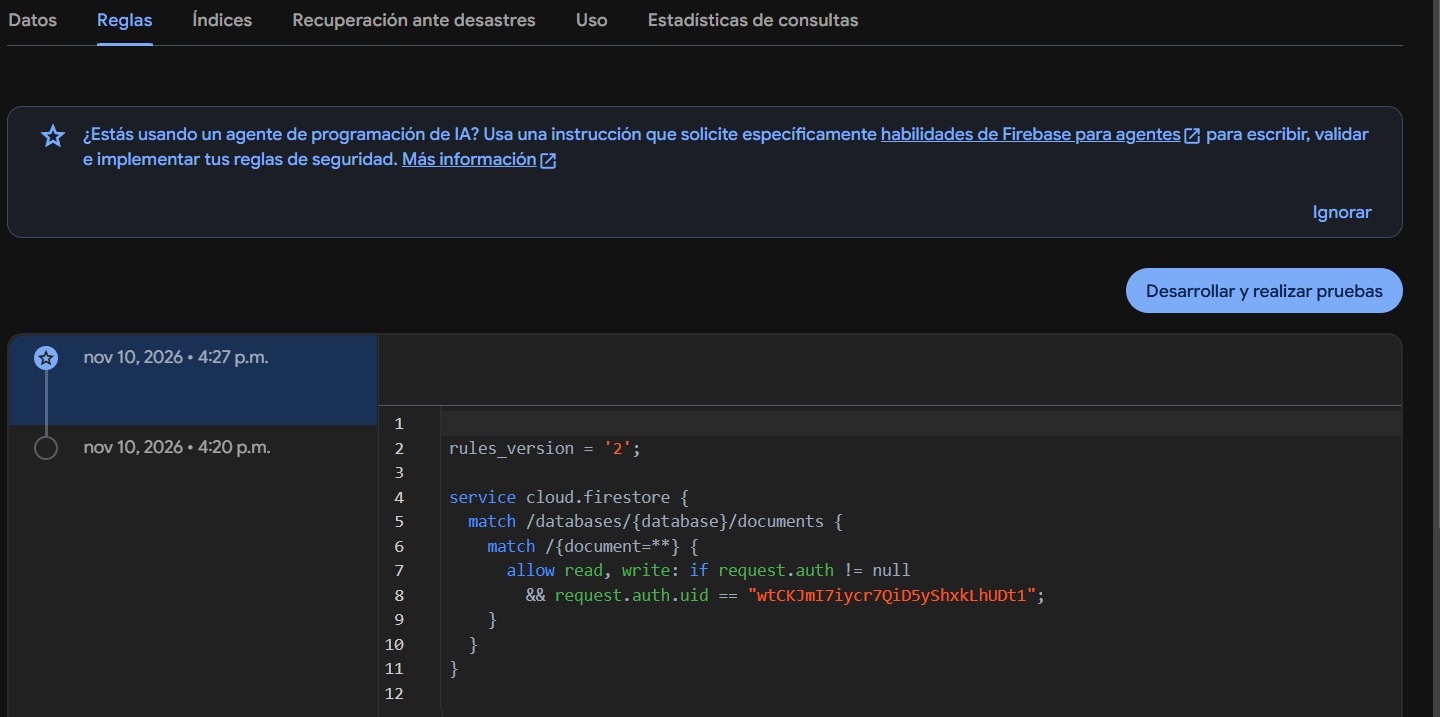 Datos Reglas Índices Recuperación ante desastres Uso Estadísticas de consultas
¿Estás usando un agente de programación de IA? Usa una instrucción que solicite específicamente habilidades de Firebase para agentes para escribir, validar
e implementar tus reglas de seguridad. Más información
Ignorar
Desarrollar y realizar pruebas
nov 10, 2026 • 4:27 p.m.
nov 10, 2026 • 4:20 p.m.
1
2 rules_version = '2';
3
4 service cloud.firestore {
5   match /databases/{database}/documents {
6     match /{document=**} {
7       allow read, write: if request.auth != null
8         && request.auth.uid == "wtCKJmI7iycr7QiD5yShxkLhUDt1";
9     }
10   }
11 }
12